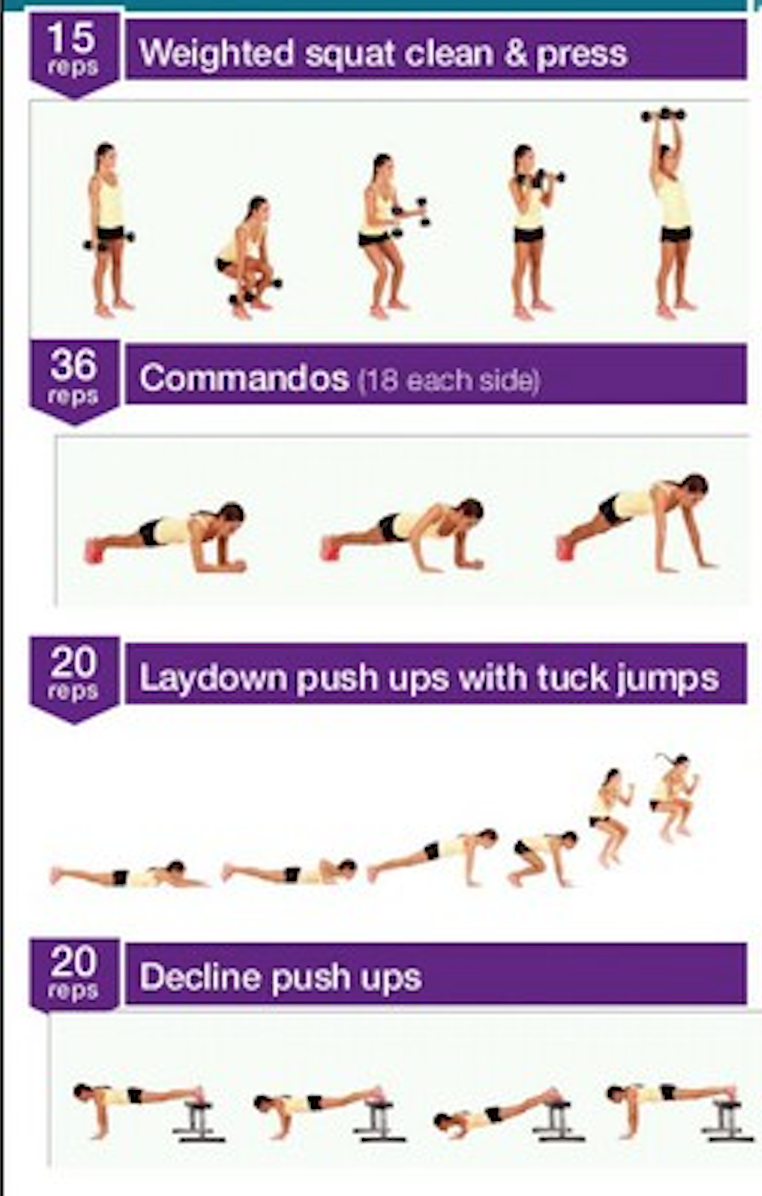 15
reps
Weighted squat clean & press
36
reps
Commandos (18 each side)
20
reps
Laydown push ups with tuck jumps
20
reps
Decline push ups